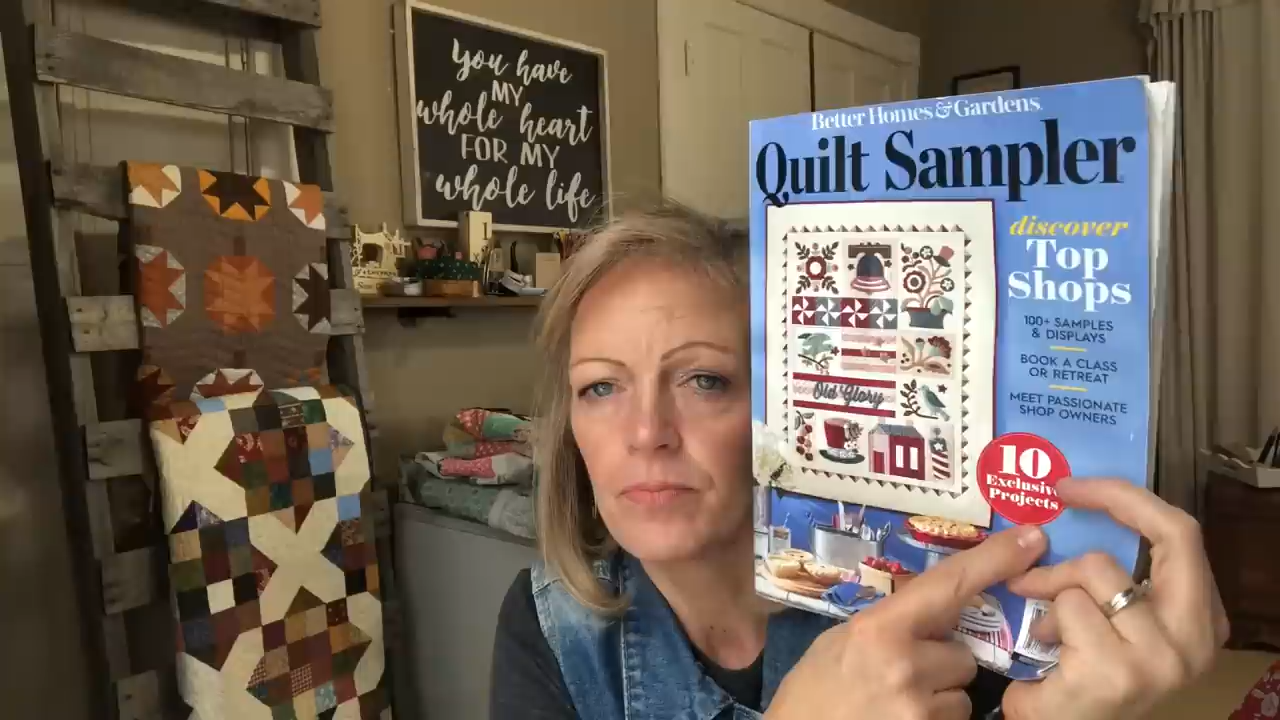 You have
MY
whole heart
FOR MY
whole life
Better Homes & Gardens
Quilt Sampler
discover
Top
Shops
100+ SAMPLES
& DISPLAYS
BOOK A CLASS
OR RETREAT
MEET PASSIONATE
SHOP OWNERS
Old Glory
10
Exclusive
Projects